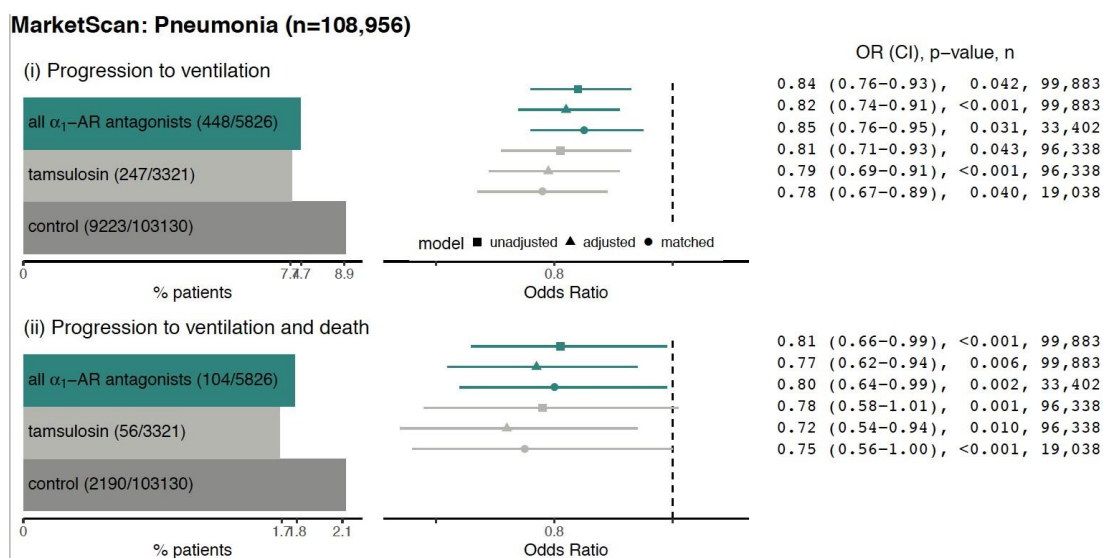 MarketScan: Pneumonia (n=108,956)
OR (CI), p−value, n
(i) Progression to ventilation
all α1−AR antagonists (448/5826)
tamsulosin (247/3321)
control (9223/103130)
0.84 (0.76−0.93), 0.042, 99,883
0.82 (0.74−0.91), <0.001, 99,883
0.85 (0.76−0.95), 0.031, 33,402
0.81 (0.71−0.93), 0.043, 96,338
0.79 (0.69−0.91), <0.001, 96,338
0.78 (0.67−0.89), 0.040, 19,038
model unadjusted adjusted matched
0 7.4 7.7 8.9
0.8
% patients
Odds Ratio
(ii) Progression to ventilation and death
all α1−AR antagonists (104/5826)
tamsulosin (56/3321)
control (2190/103130)
0.81 (0.66−0.99), <0.001, 99,883
0.77 (0.62−0.94), 0.006, 99,883
0.80 (0.64−0.99), 0.002, 33,402
0.78 (0.58−1.01), 0.001, 96,338
0.72 (0.54−0.94), 0.010, 96,338
0.75 (0.56−1.00), <0.001, 19,038
0 1.7 1.8 2.1
0.8
% patients
Odds Ratio